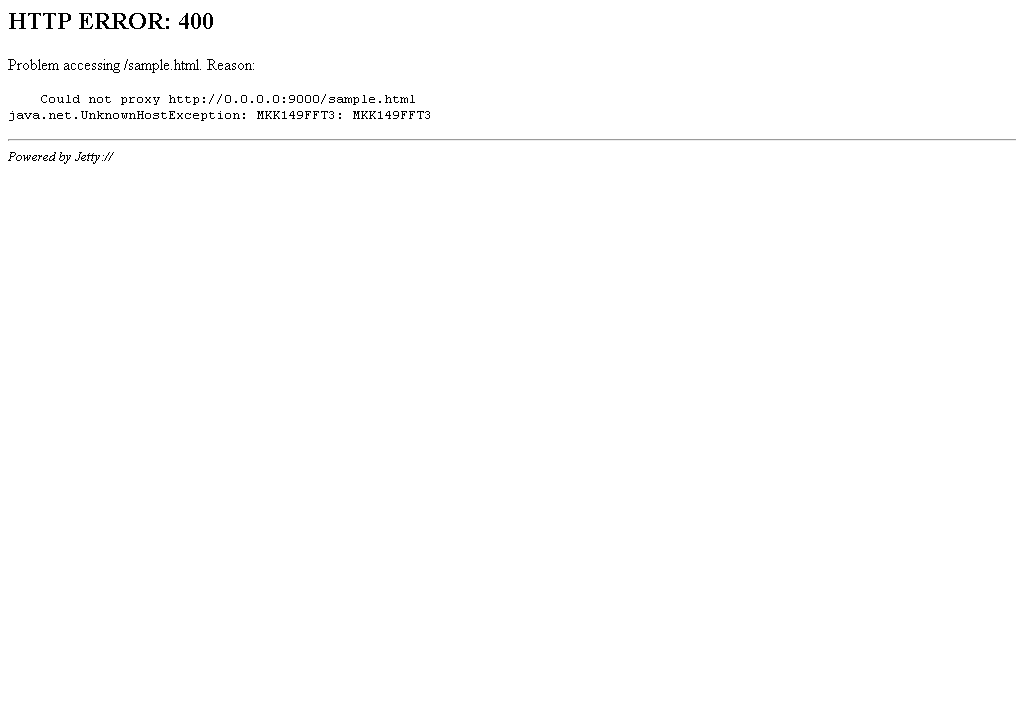 HTTP ERROR: 400
Problem accessing /sample.html. Reason:
Could not proxy http://0.0.0.0:9000/sample.html
java.net.UnknownHostException: MKK149FFT3: MKK149FFT3
Powered by Jetty://